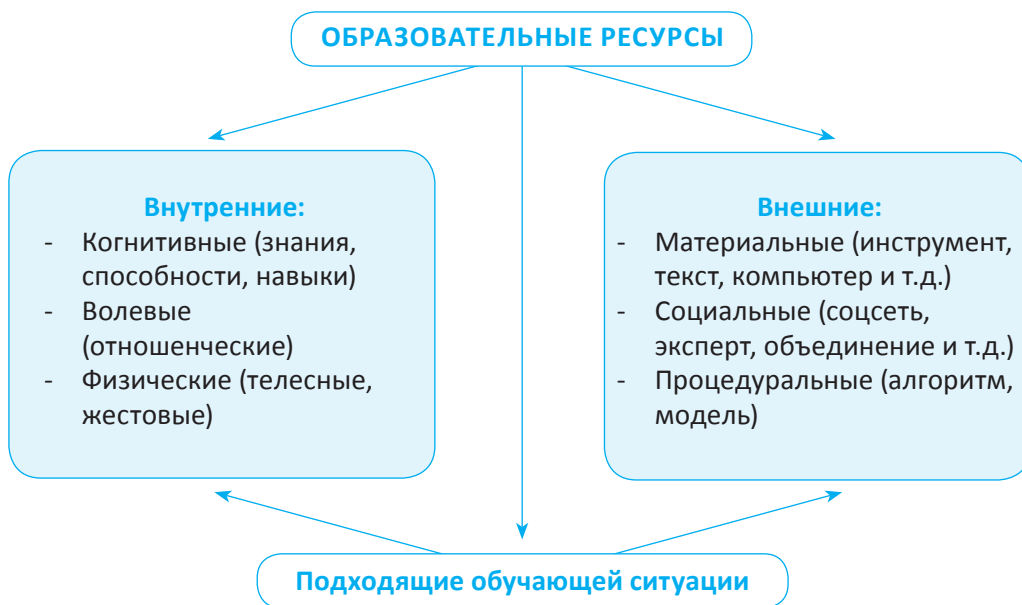 ОБРАЗОВАТЕЛЬНЫЕ РЕСУРСЫ
Внутренние:
- Когнитивные (знания,
способности, навыки)
- Волевые
(отношенческие)
- Физические (телесные,
жестовые)
Внешние:
- Материальные (инструмент,
текст, компьютер и т.д.)
- Социальные (соцсеть,
эксперт, объединение и т.д.)
- Процедуральные (алгоритм,
модель)
Подходящие обучающей ситуации